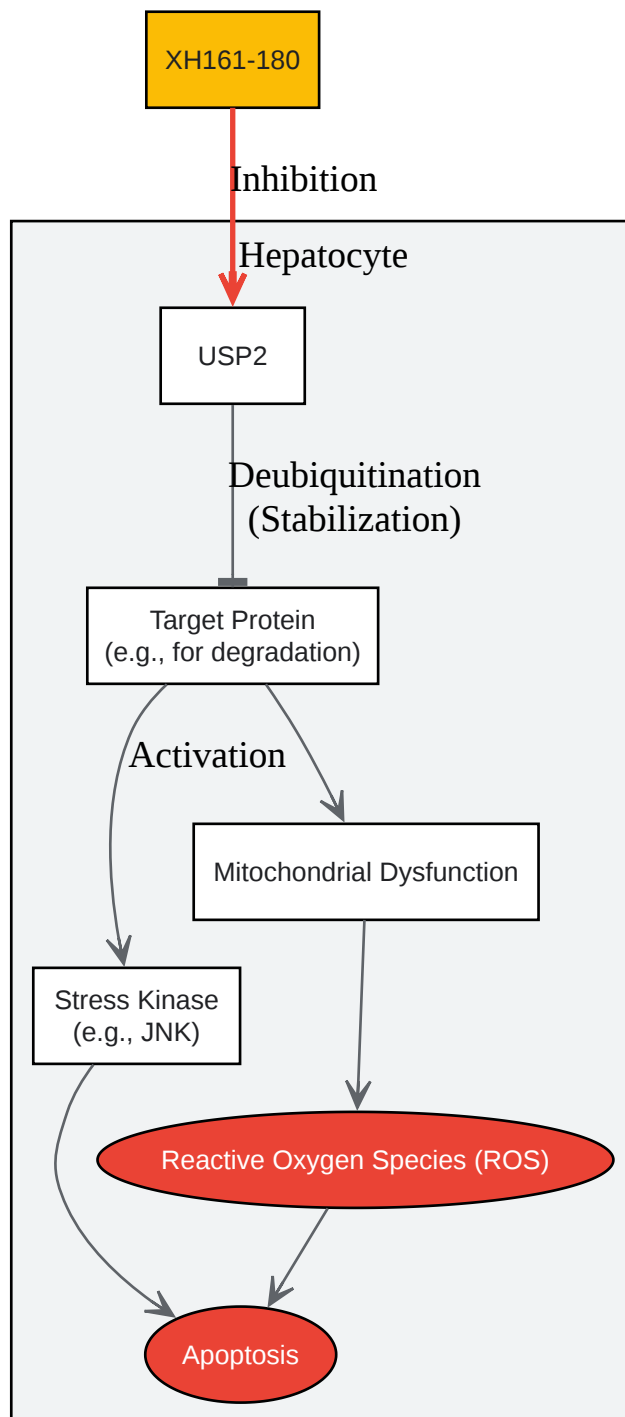 XH161-180
Inhibition
Hepatocyte
USP2
Deubiquitination
(Stabilization)
Target Protein
(e.g., for degradation)
Activation
Mitochondrial Dysfunction
Stress Kinase
(e.g., JNK)
Reactive Oxygen Species (ROS)
Apoptosis